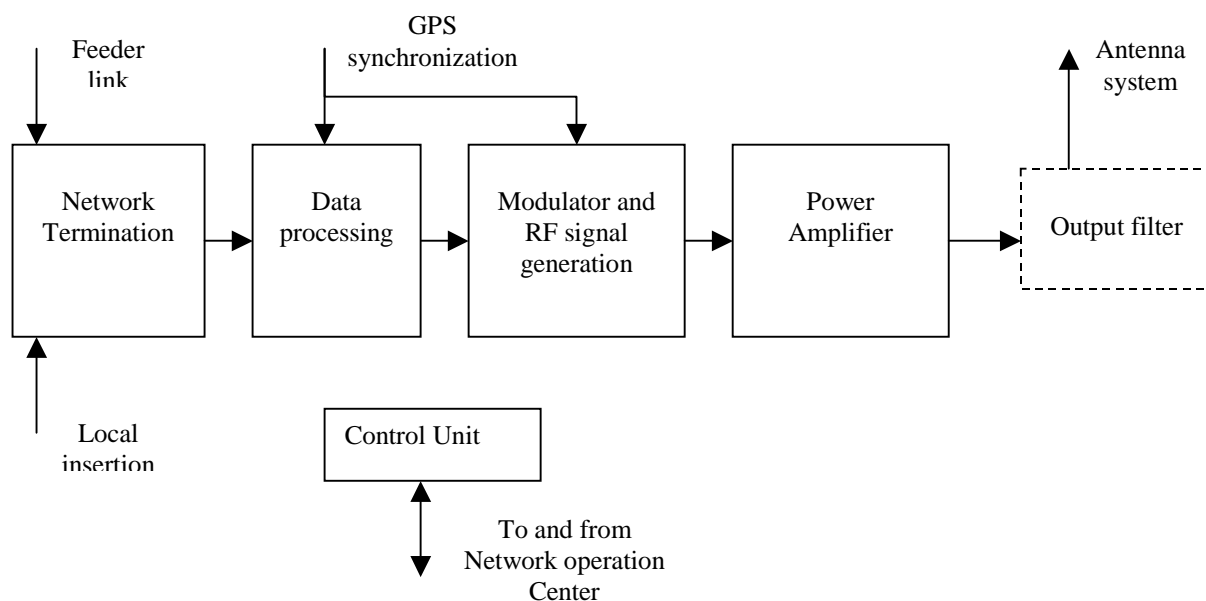 Feeder
link
GPS
synchronization
Antenna
system
Network
Termination
Data
processing
Modulator and
RF signal
generation
Power
Amplifier
Output filter
Local
insertion
Control Unit
To and from
Network operation
Center